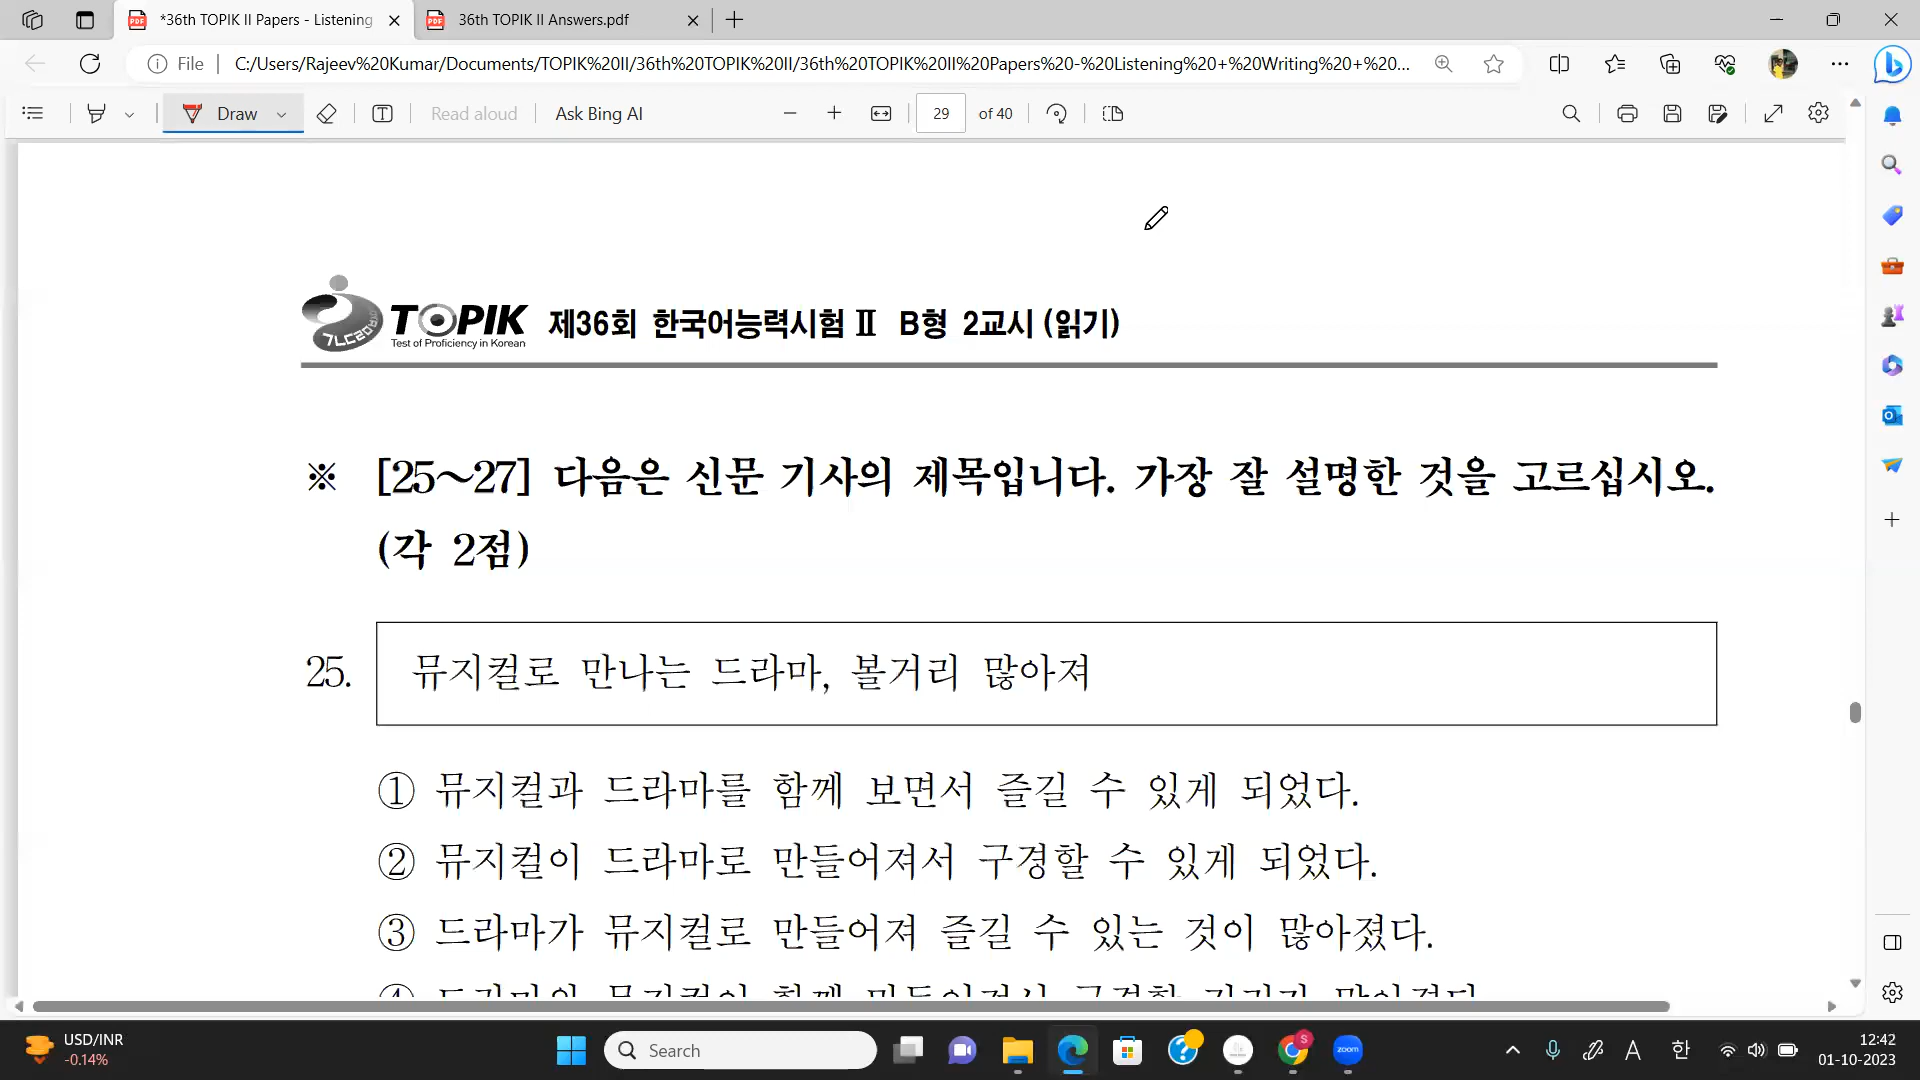 *36th TOPIK II Papers - Listening
36th TOPIK II Answers.pdf
File
C:/Users/Rajeev%20Kumar/Documents/TOPIK%20II/36th%20TOPIK%20II/36th%20TOPIK%20II%20Papers%20-%20Listening%20+%20Writing%20+%20...
Draw
Read aloud
Ask Bing AI
29
of 40
TOPIK
Test of Proficiency in Korean
제36회 한국어능력시험Ⅱ B형 2교시 (읽기)
※ [25~27] 다음은 신문 기사의 제목입니다. 가장 잘 설명한 것을 고르십시오.
(각 2점)
25. 뮤지컬로 만나는 드라마, 볼거리 많아져
① 뮤지컬과 드라마를 함께 보면서 즐길 수 있게 되었다.
② 뮤지컬이 드라마로 만들어져서 구경할 수 있게 되었다.
③ 드라마가 뮤지컬로 만들어져 즐길 수 있는 것이 많아졌다.
USD/INR
-0.14%
Search
zoom
A
한
12:42
01-10-2023